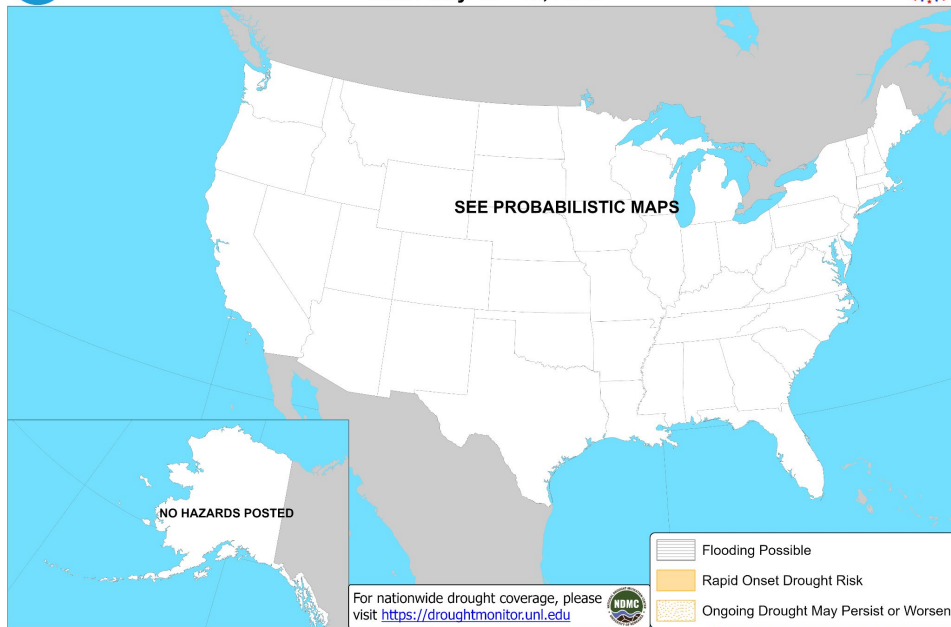 SEE PROBABILISTIC MAPS
NO HAZARDS POSTED
For nationwide drought coverage, please
visit https://droughtmonitor.unl.edu
NDMC
Flooding Possible
Rapid Onset Drought Risk
Ongoing Drought May Persist or Worsen